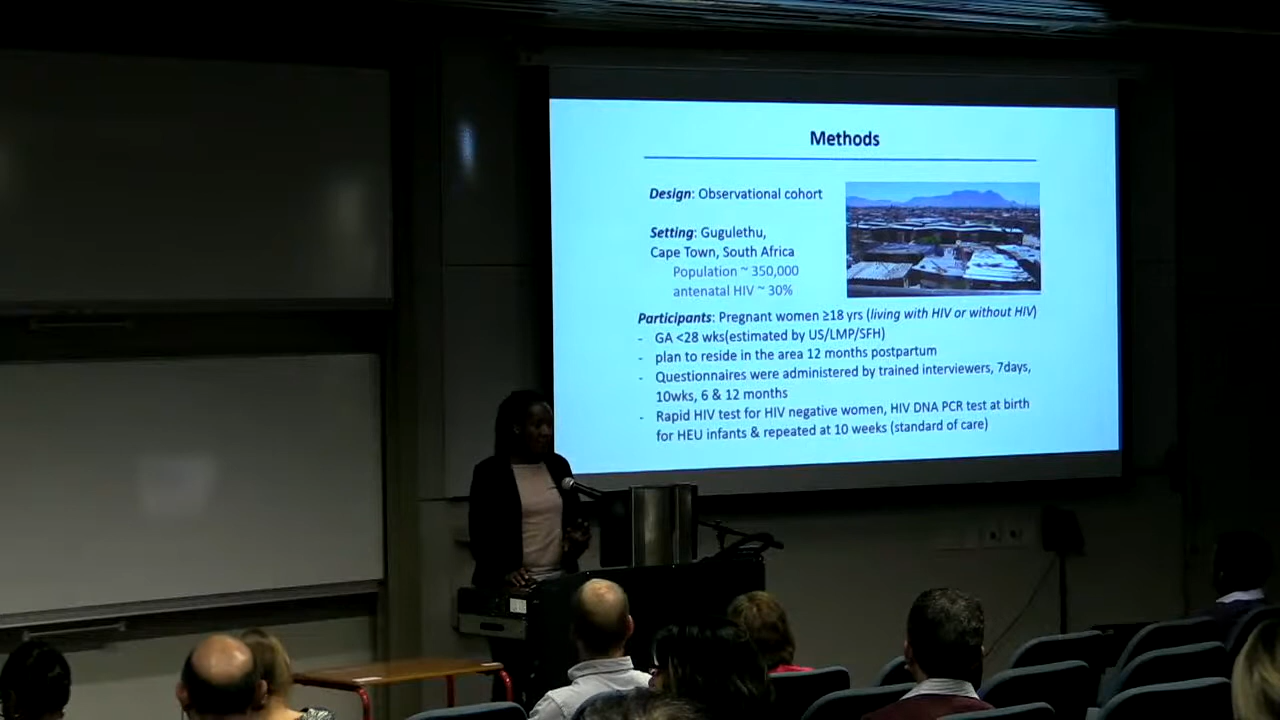 Methods
Design: Observational cohort
Setting: Gugulethu,
Cape Town, South Africa
Population ~ 350,000
antenatal HIV ~ 30%
Participants: Pregnant women ≥18 yrs (living with HIV or without HIV)
- GA <28 wks(estimated by US/LMP/SFH)
- plan to reside in the area 12 months postpartum
- Questionnaires were administered by trained interviewers, 7days,
10wks, 6 & 12 months
- Rapid HIV test for HIV negative women, HIV DNA PCR test at birth
for HEU infants & repeated at 10 weeks (standard of care)